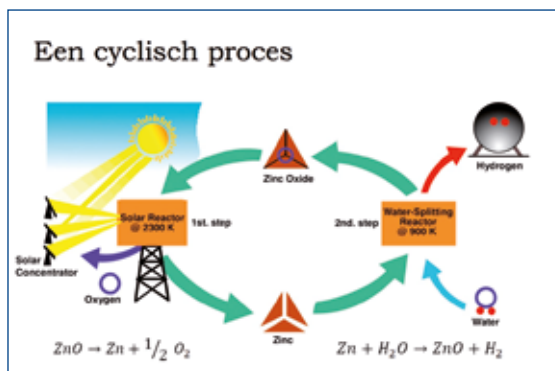 Een cyclisch proces
Zinc Oxide
Hydrogen
Solar Reactor
@ 2300 K
1st. step
2nd. step
Water-Splitting
Reactor
@ 900 K
Solar
Concentrator
Oxygen
Zinc
Water
ZnO → Zn + 1/2 O₂
Zn + H₂O → ZnO + H₂